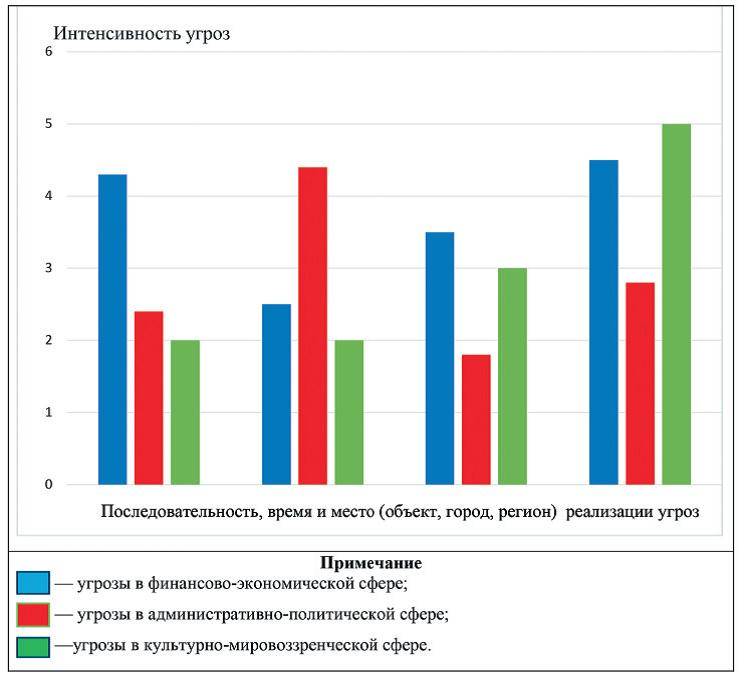 Интенсивность угроз
6
5
4
3
2
1
0
Последовательность, время и место (объект, город, регион) реализации угроз
Примечание
— угрозы в финансово-экономической сфере;
— угрозы в административно-политической сфере;
—угрозы в культурно-мировоззренческой сфере.